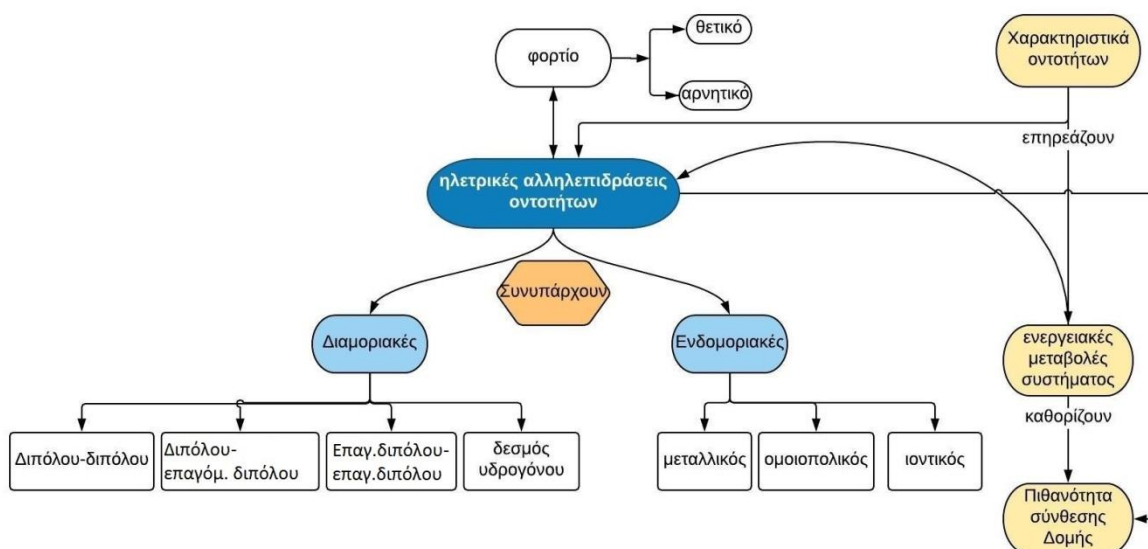 θετικό
φορτίο
αρνητικό
Χαρακτηριστικά
οντοτήτων
επηρεάζουν
ηλετρικές αλληλεπιδράσεις
οντοτήτων
Συνυπάρχουν
Διαμοριακές
Ενδομοριακές
ενεργειακές
μεταβολές
συστήματος
καθορίζουν
Διπόλου-διπόλου
Διπόλου-
επαγόμ. διπόλου
Επαγ.διπόλου-
επαγ.διπόλου
δεσμός
υδρογόνου
μεταλλικός
ομοιοπολικός
ιοντικός
Πιθανότητα
σύνθεσης
Δομής